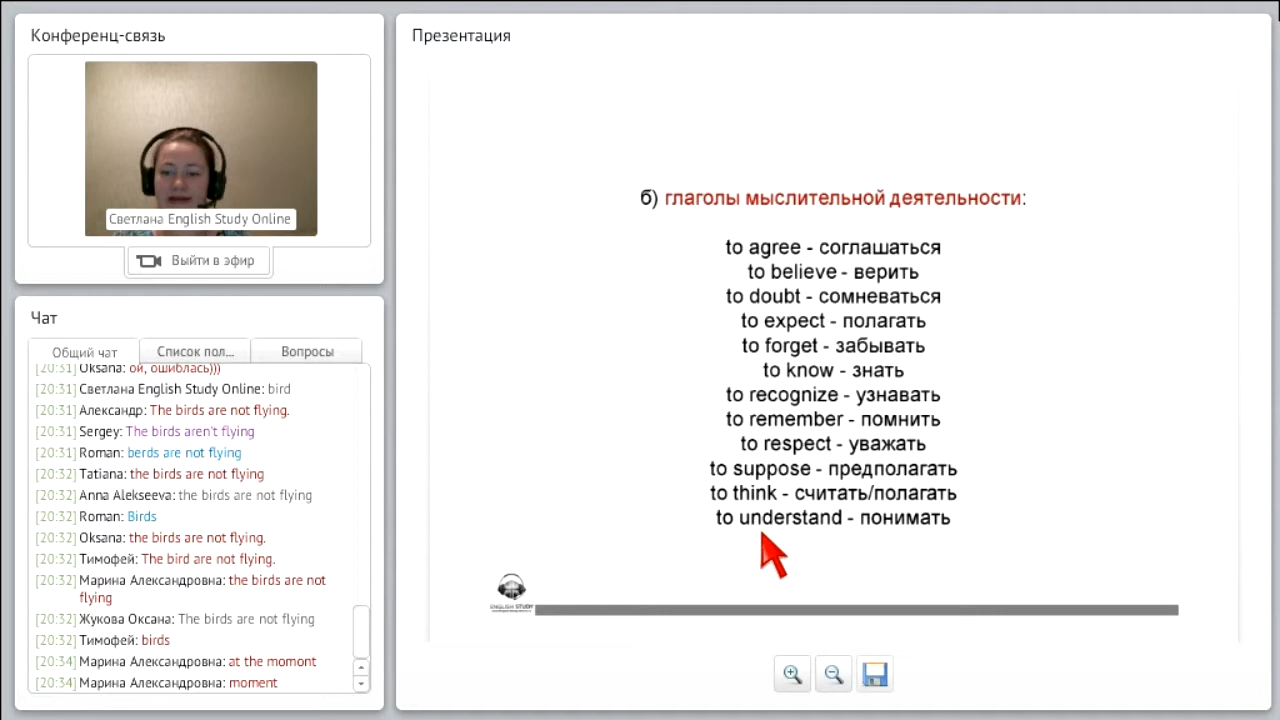 Конференц-связь
Светлана English Study Online
Выйти в эфир
Чат
Общий чат
Список пол...
Вопросы
[20:31] Oksana: ой, ошиблась)))
[20:31] Светлана English Study Online: bird
[20:31] Александр: The birds are not flying.
[20:31] Sergey: The birds aren't flying
[20:31] Roman: berds are not flying
[20:32] Tatiana: the birds are not flying
[20:32] Anna Alekseeva: the birds are not flying
[20:32] Roman: Birds
[20:32] Oksana: the birds are not flying.
[20:32] Тимофей: The bird are not flying.
[20:32] Марина Александровна: the birds are not
flying
[20:32] Жукова Оксана: The birds are not flying
[20:32] Тимофей: birds
[20:34] Марина Александровна: at the momont
[20:34] Марина Александровна: moment
Презентация
б) глаголы мыслительной деятельности:
to agree - соглашаться
to believe - верить
to doubt - сомневаться
to expect - полагать
to forget - забывать
to know - знать
to recognize - узнавать
to remember - помнить
to respect - уважать
to suppose - предполагать
to think - считать/полагать
to understand - понимать
ENGLISH STUDY